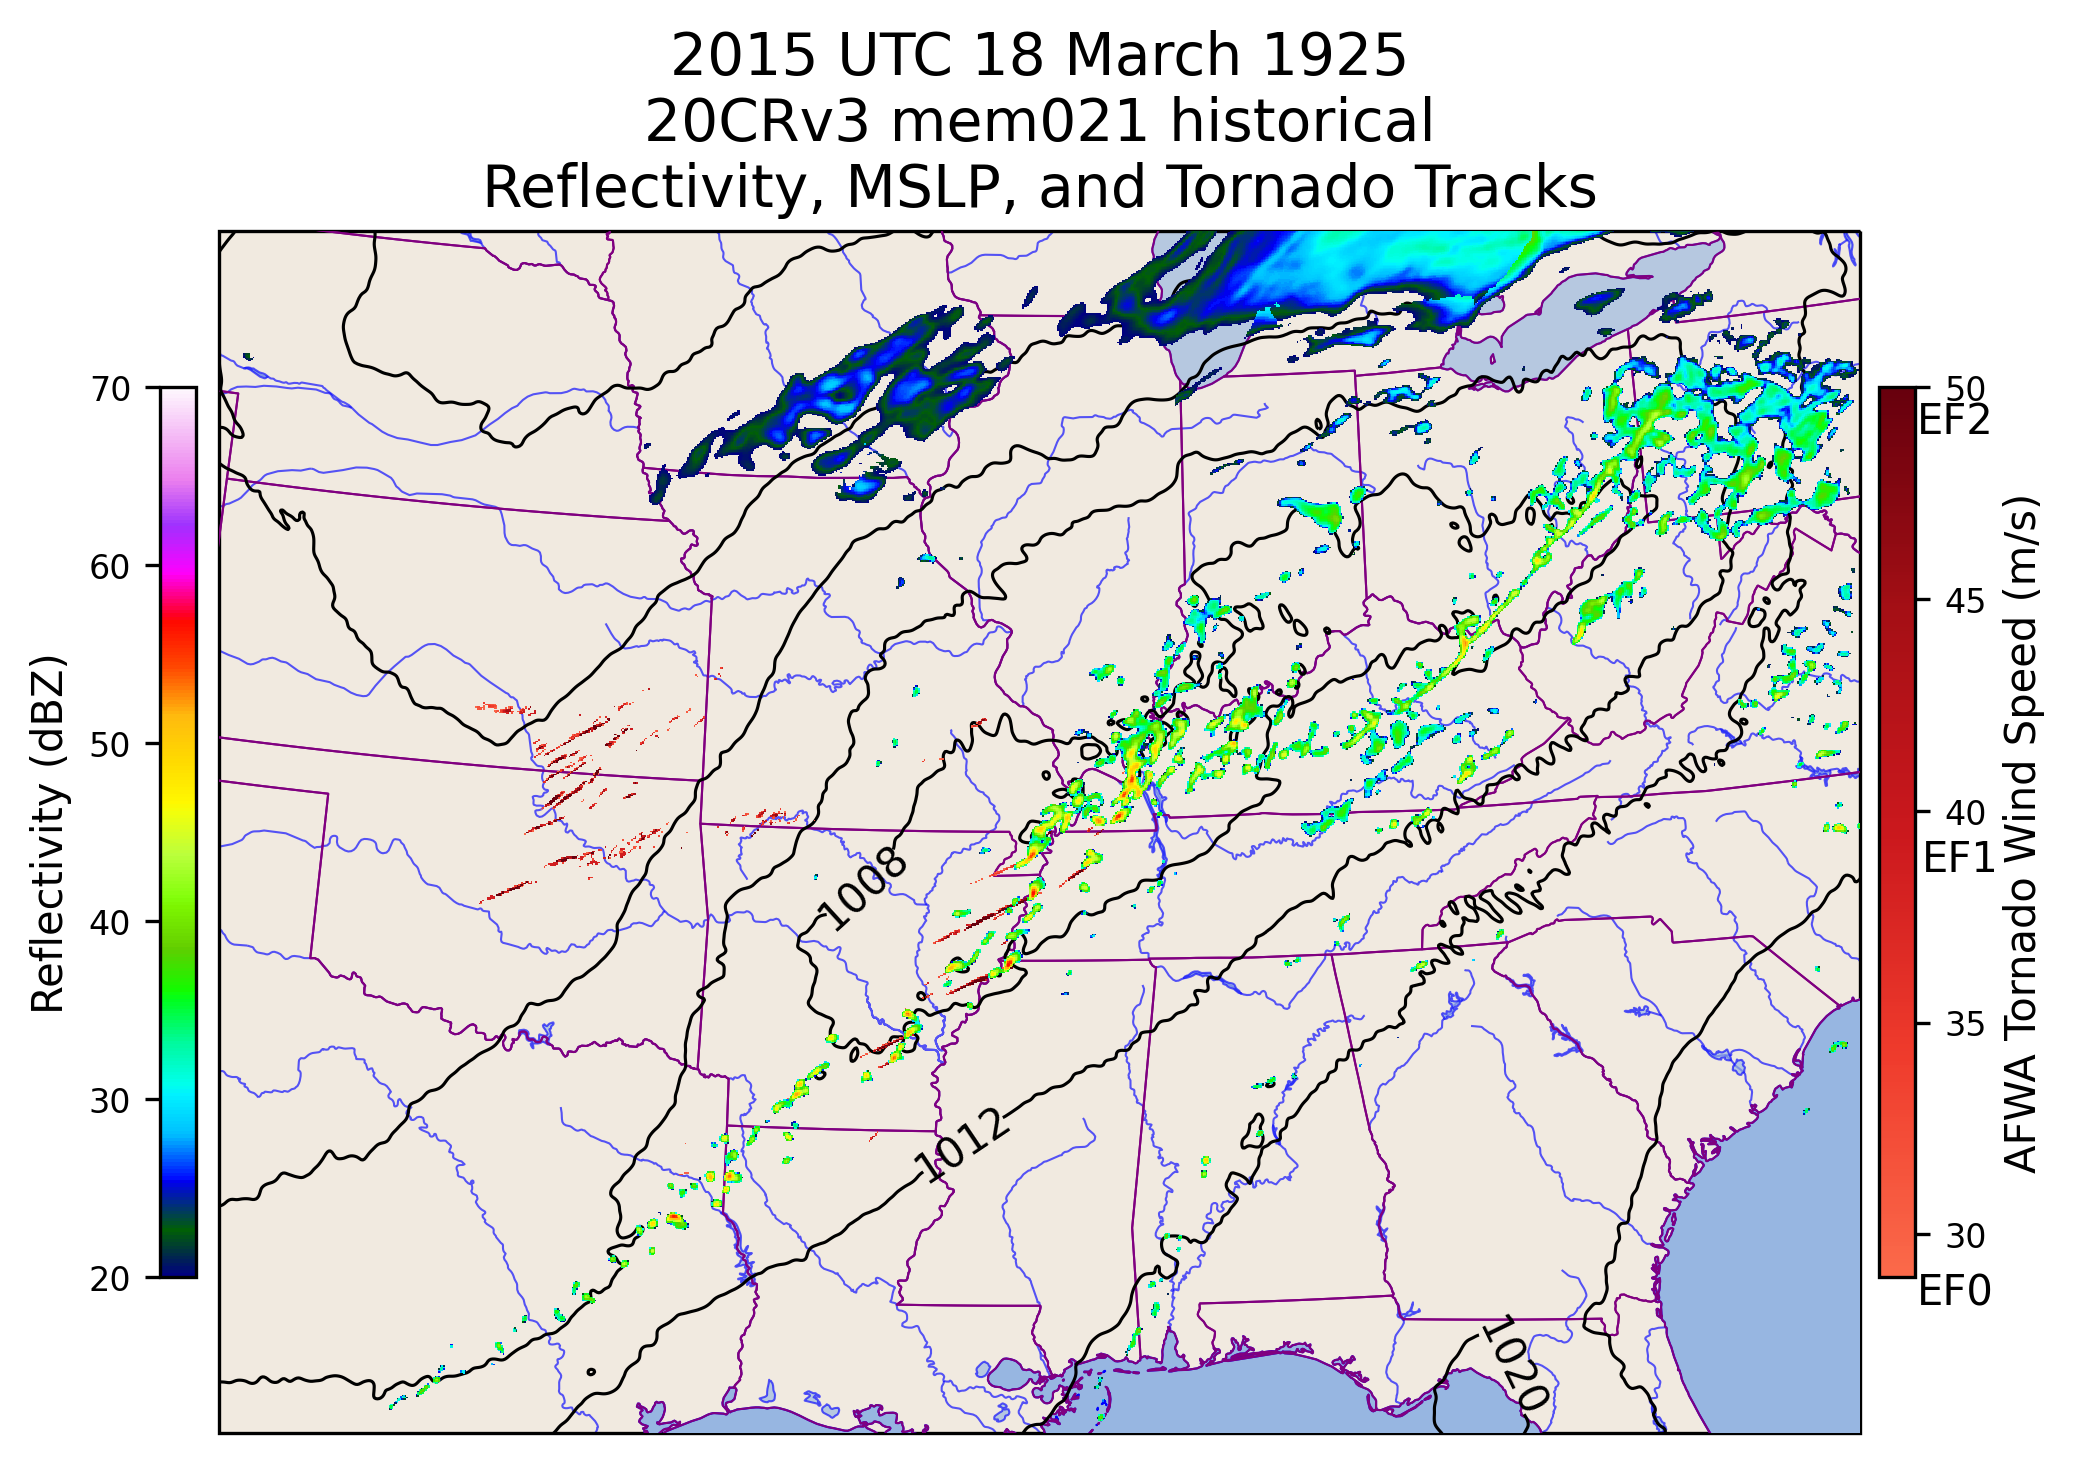 2015 UTC 18 March 1925
20CRv3 mem021 historical
Reflectivity, MSLP, and Tornado Tracks
Reflectivity (dBZ)
70
60
50
40
30
20
1008
1012
1020
50
EF2
45
40
EF1
35
30
EF0
AFWA Tornado Wind Speed (m/s)